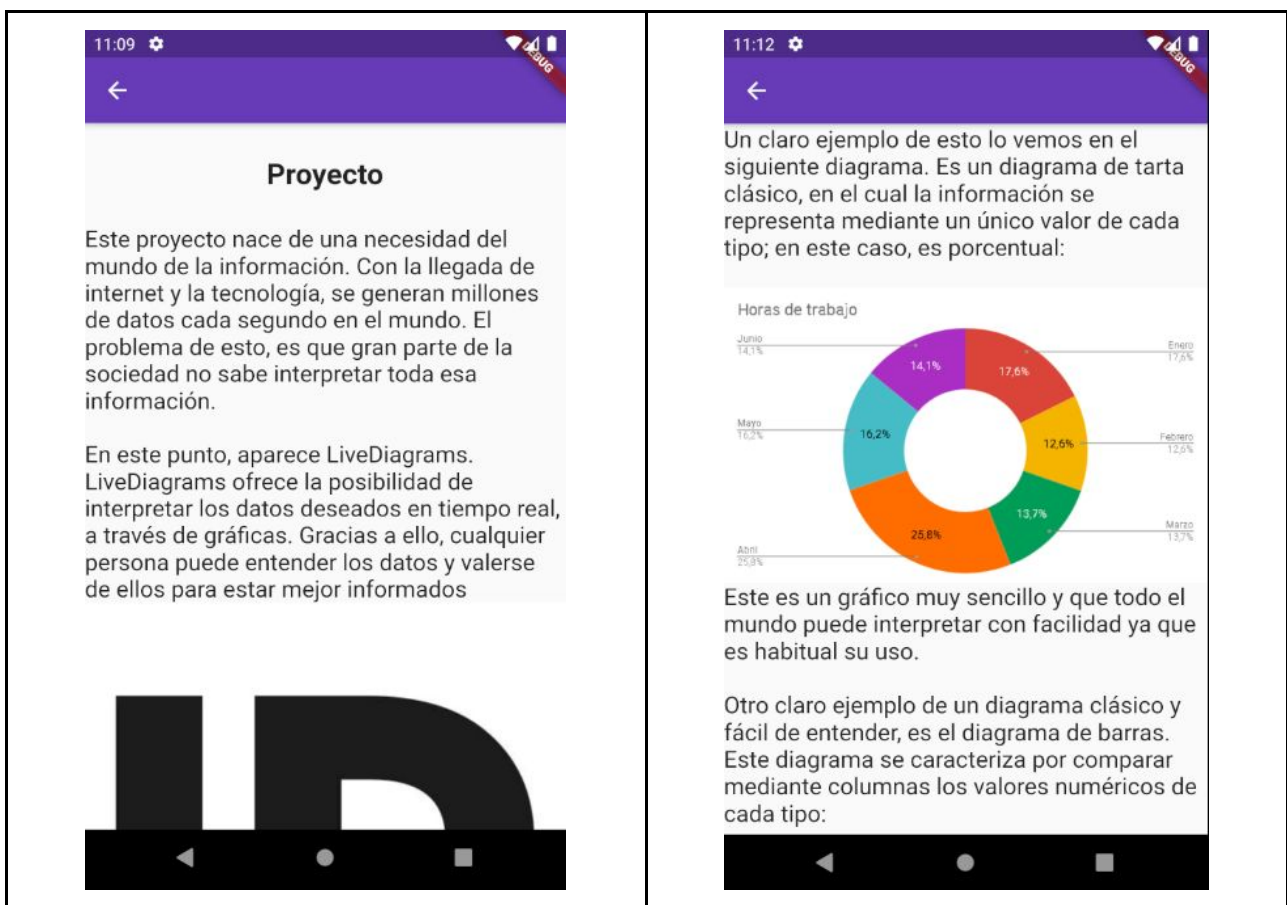 11:09
DEBUG
Proyecto
Este proyecto nace de una necesidad del
mundo de la información. Con la llegada de
internet y la tecnología, se generan millones
de datos cada segundo en el mundo. El
problema de esto, es que gran parte de la
sociedad no sabe interpretar toda esa
información.
En este punto, aparece LiveDiagrams.
LiveDiagrams ofrece la posibilidad de
interpretar los datos deseados en tiempo real,
a través de gráficas. Gracias a ello, cualquier
persona puede entender los datos y valerse
de ellos para estar mejor informados
11:12
DEBUG
Un claro ejemplo de esto lo vemos en el
siguiente diagrama. Es un diagrama de tarta
clásico, en el cual la información se
representa mediante un único valor de cada
tipo; en este caso, es porcentual:
Horas de trabajo
Junio
14,1%
Enero
17,6%
14,1%
17,6%
Mayo
16,2%
16,2%
12,6%
Febrero
12,6%
13,7%
Marzo
13,7%
25,8%
Abril
25,8%
Este es un gráfico muy sencillo y que todo el
mundo puede interpretar con facilidad ya que
es habitual su uso.
Otro claro ejemplo de un diagrama clásico y
fácil de entender, es el diagrama de barras.
Este diagrama se caracteriza por comparar
mediante columnas los valores numéricos de
cada tipo: